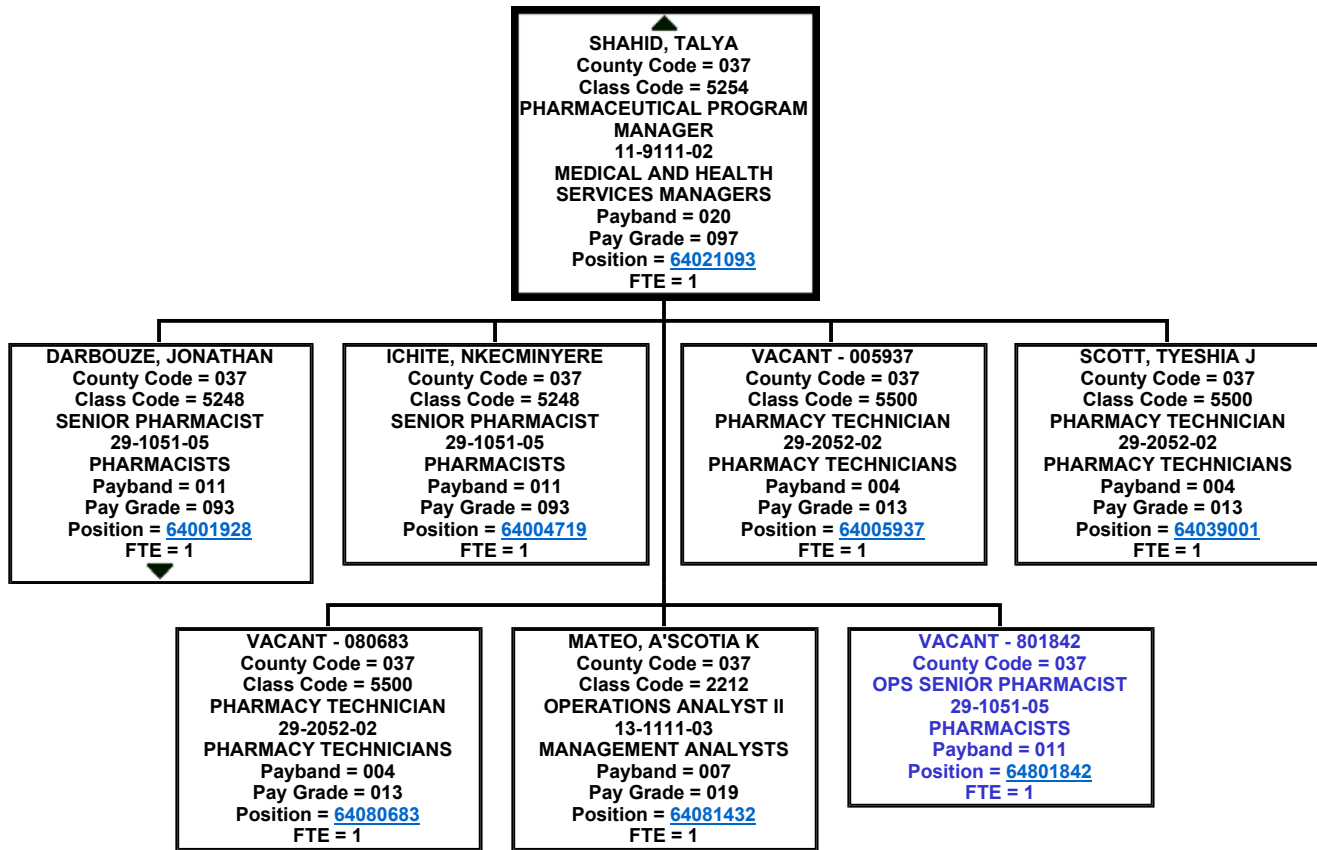 SHAHID, TALYA
County Code = 037
Class Code = 5254
PHARMACEUTICAL PROGRAM
MANAGER
11-9111-02
MEDICAL AND HEALTH
SERVICES MANAGERS
Payband = 020
Pay Grade = 097
Position = 64021093
FTE = 1
DARBOUZE, JONATHAN
County Code = 037
Class Code = 5248
SENIOR PHARMACIST
29-1051-05
PHARMACISTS
Payband = 011
Pay Grade = 093
Position = 64001928
FTE = 1
ICHITE, NKECMINYERE
County Code = 037
Class Code = 5248
SENIOR PHARMACIST
29-1051-05
PHARMACISTS
Payband = 011
Pay Grade = 093
Position = 64004719
FTE = 1
VACANT - 005937
County Code = 037
Class Code = 5500
PHARMACY TECHNICIAN
29-2052-02
PHARMACY TECHNICIANS
Payband = 004
Pay Grade = 013
Position = 64005937
FTE = 1
SCOTT, TYESHIA J
County Code = 037
Class Code = 5500
PHARMACY TECHNICIAN
29-2052-02
PHARMACY TECHNICIANS
Payband = 004
Pay Grade = 013
Position = 64039001
FTE = 1
VACANT - 080683
County Code = 037
Class Code = 5500
PHARMACY TECHNICIAN
29-2052-02
PHARMACY TECHNICIANS
Payband = 004
Pay Grade = 013
Position = 64080683
FTE = 1
MATEO, A'SCOTIA K
County Code = 037
Class Code = 2212
OPERATIONS ANALYST II
13-1111-03
MANAGEMENT ANALYSTS
Payband = 007
Pay Grade = 019
Position = 64081432
FTE = 1
VACANT - 801842
County Code = 037
OPS SENIOR PHARMACIST
29-1051-05
PHARMACISTS
Payband = 011
Position = 64801842
FTE = 1